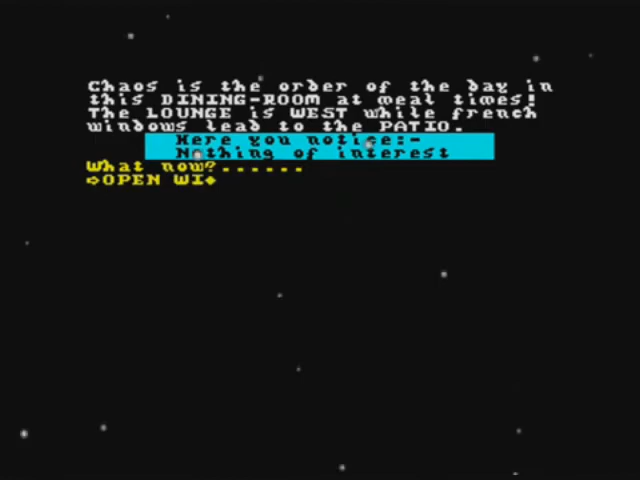 Chaos is the order of the day in
this DINING-ROOM at meal times!
The LOUNGE is WEST while french
windows lead to the PATIO.
Here you notice:-
Nothing of interest
What now?......
⇨OPEN WI